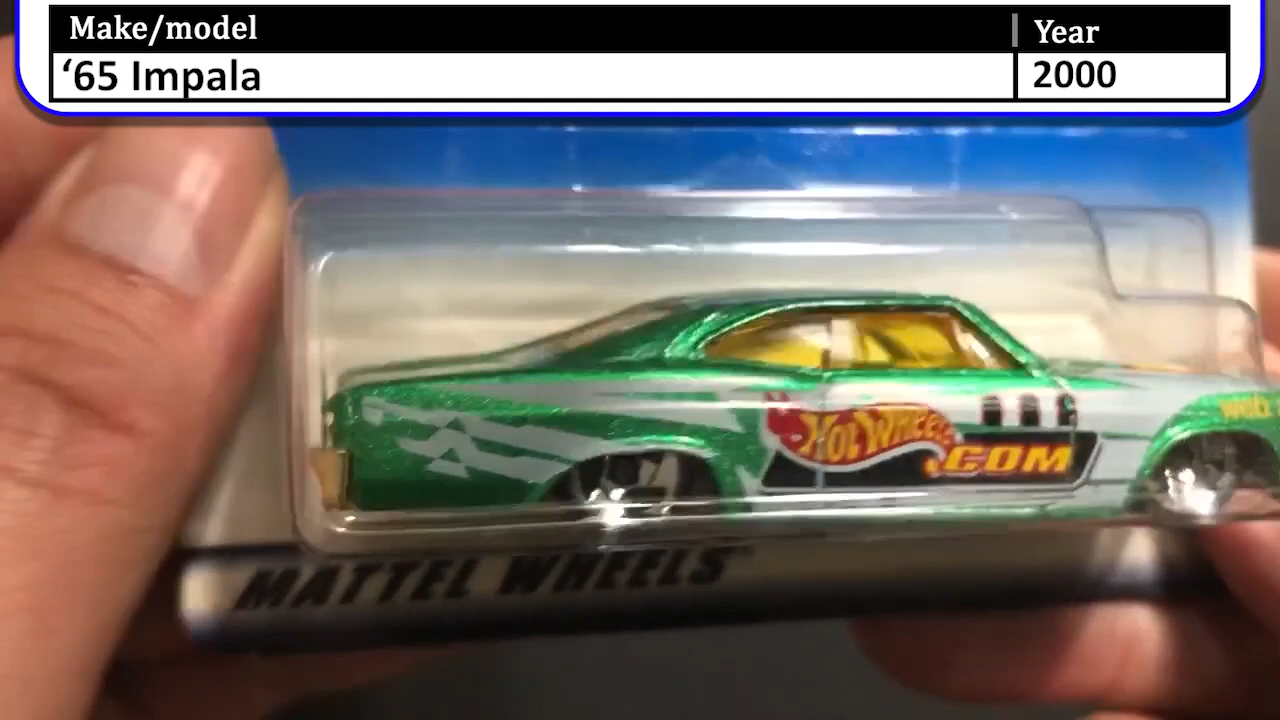 Make/model
Year
‘65 Impala
2000
HOT WHEELS
.COM
MATTEL WHEELS